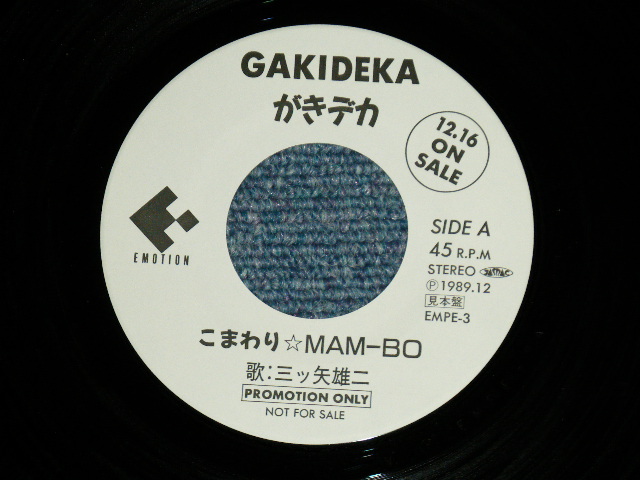 GAKIDEKA
がきデカ
12.16
ON
SALE
EMOTION
SIDE A
45 R.P.M
STEREO
Ⓟ1989.12
見本盤
EMPE-3
こまわり☆MAM-BO
歌：三ッ矢雄二
PROMOTION ONLY
NOT FOR SALE